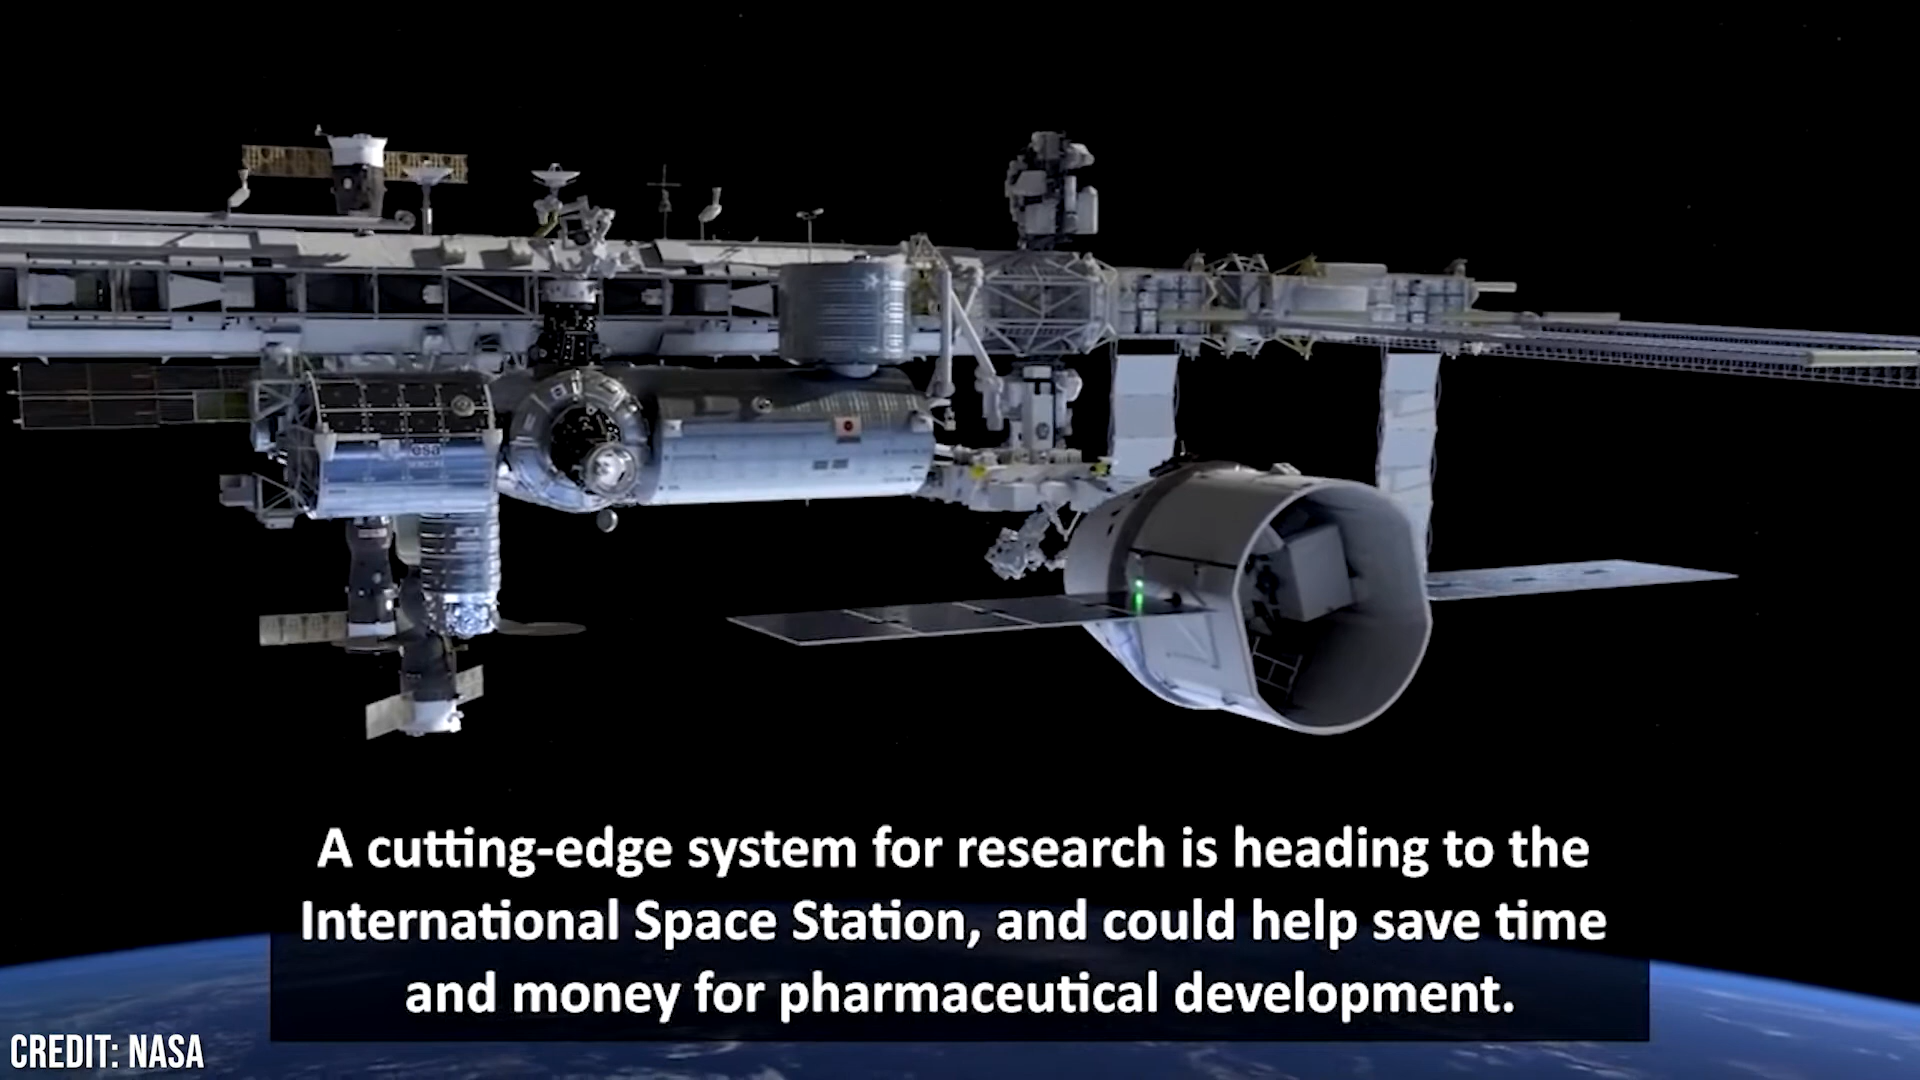 esa
A cutting-edge system for research is heading to the
International Space Station, and could help save time
and money for pharmaceutical development.
CREDIT: NASA